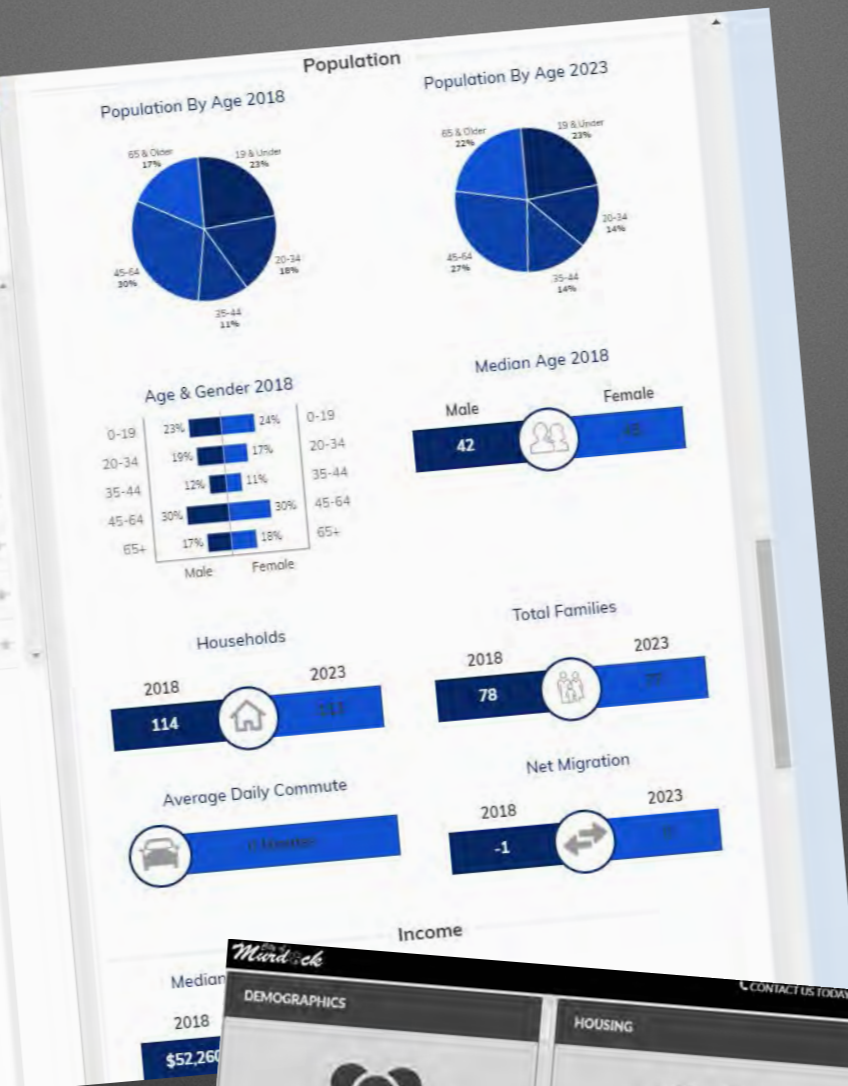 Population
Population By Age 2018
65 & Older
17%
19 & Under
23%
20-34
18%
35-44
11%
45-64
30%
Population By Age 2023
65 & Older
22%
19 & Under
23%
20-34
14%
35-44
14%
45-64
27%
Age & Gender 2018
0-19 23% 24% 0-19
20-34 19% 17% 20-34
35-44 12% 11% 35-44
45-64 30% 30% 45-64
65+ 17% 18% 65+
Male Female
Median Age 2018
Male Female
42
Households
2018 2023
114
Total Families
2018 2023
78
Average Daily Commute
Net Migration
2018 2023
-1
Income
Median
2018
$52,260
City of
Murdock
CONTACT US TODAY
DEMOGRAPHICS
HOUSING